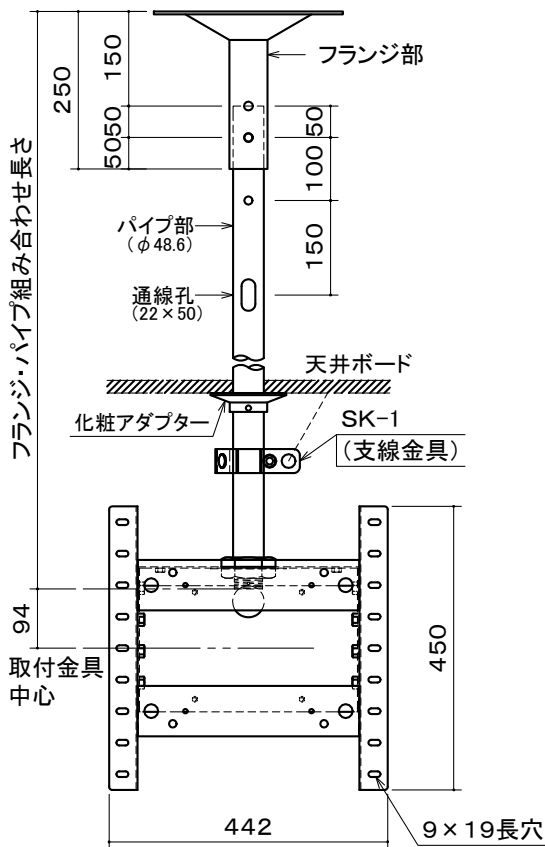 フランジ部
150
250
50
50
50
100
150
フランジ・パイプ組み合わせ長さ
パイプ部
(φ48.6)
通線孔
(22×50)
天井ボード
化粧アダプター
SK-1
(支線金具)
94
取付金具
中心
450
442
9×19長穴